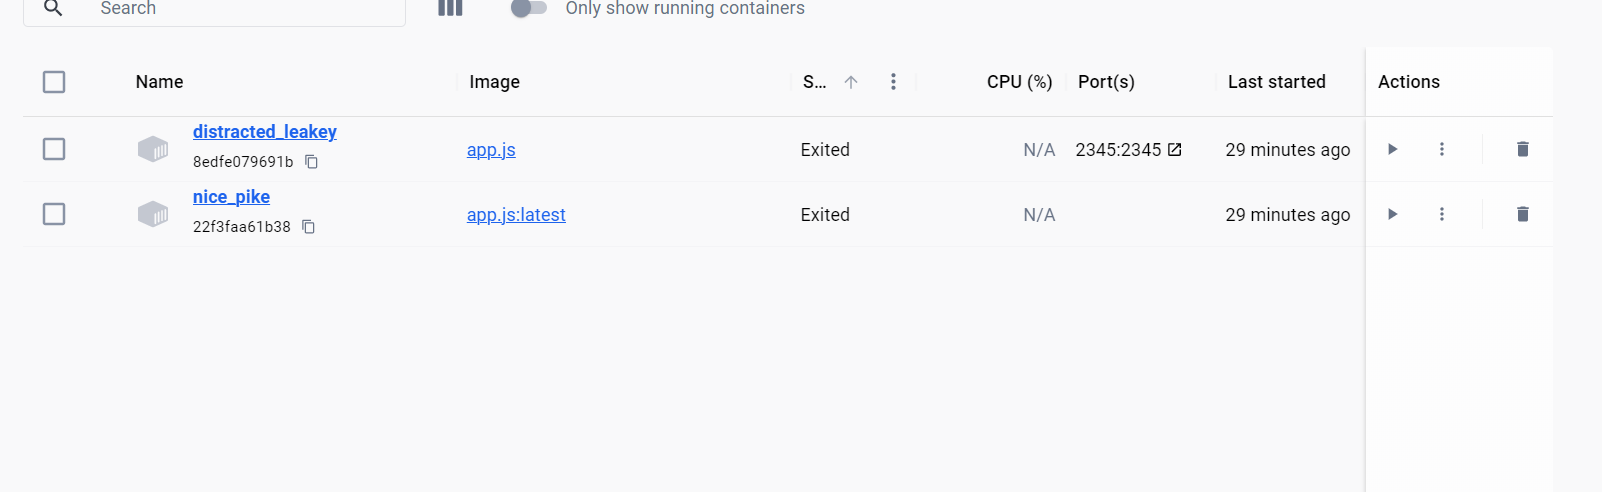 Search
Only show running containers
Name Image S... CPU (%) Port(s) Last started Actions
distracted_leakey
8edfe079691b
app.js Exited N/A 2345:2345 29 minutes ago
nice_pike
22f3faa61b38
app.js:latest Exited N/A 29 minutes ago